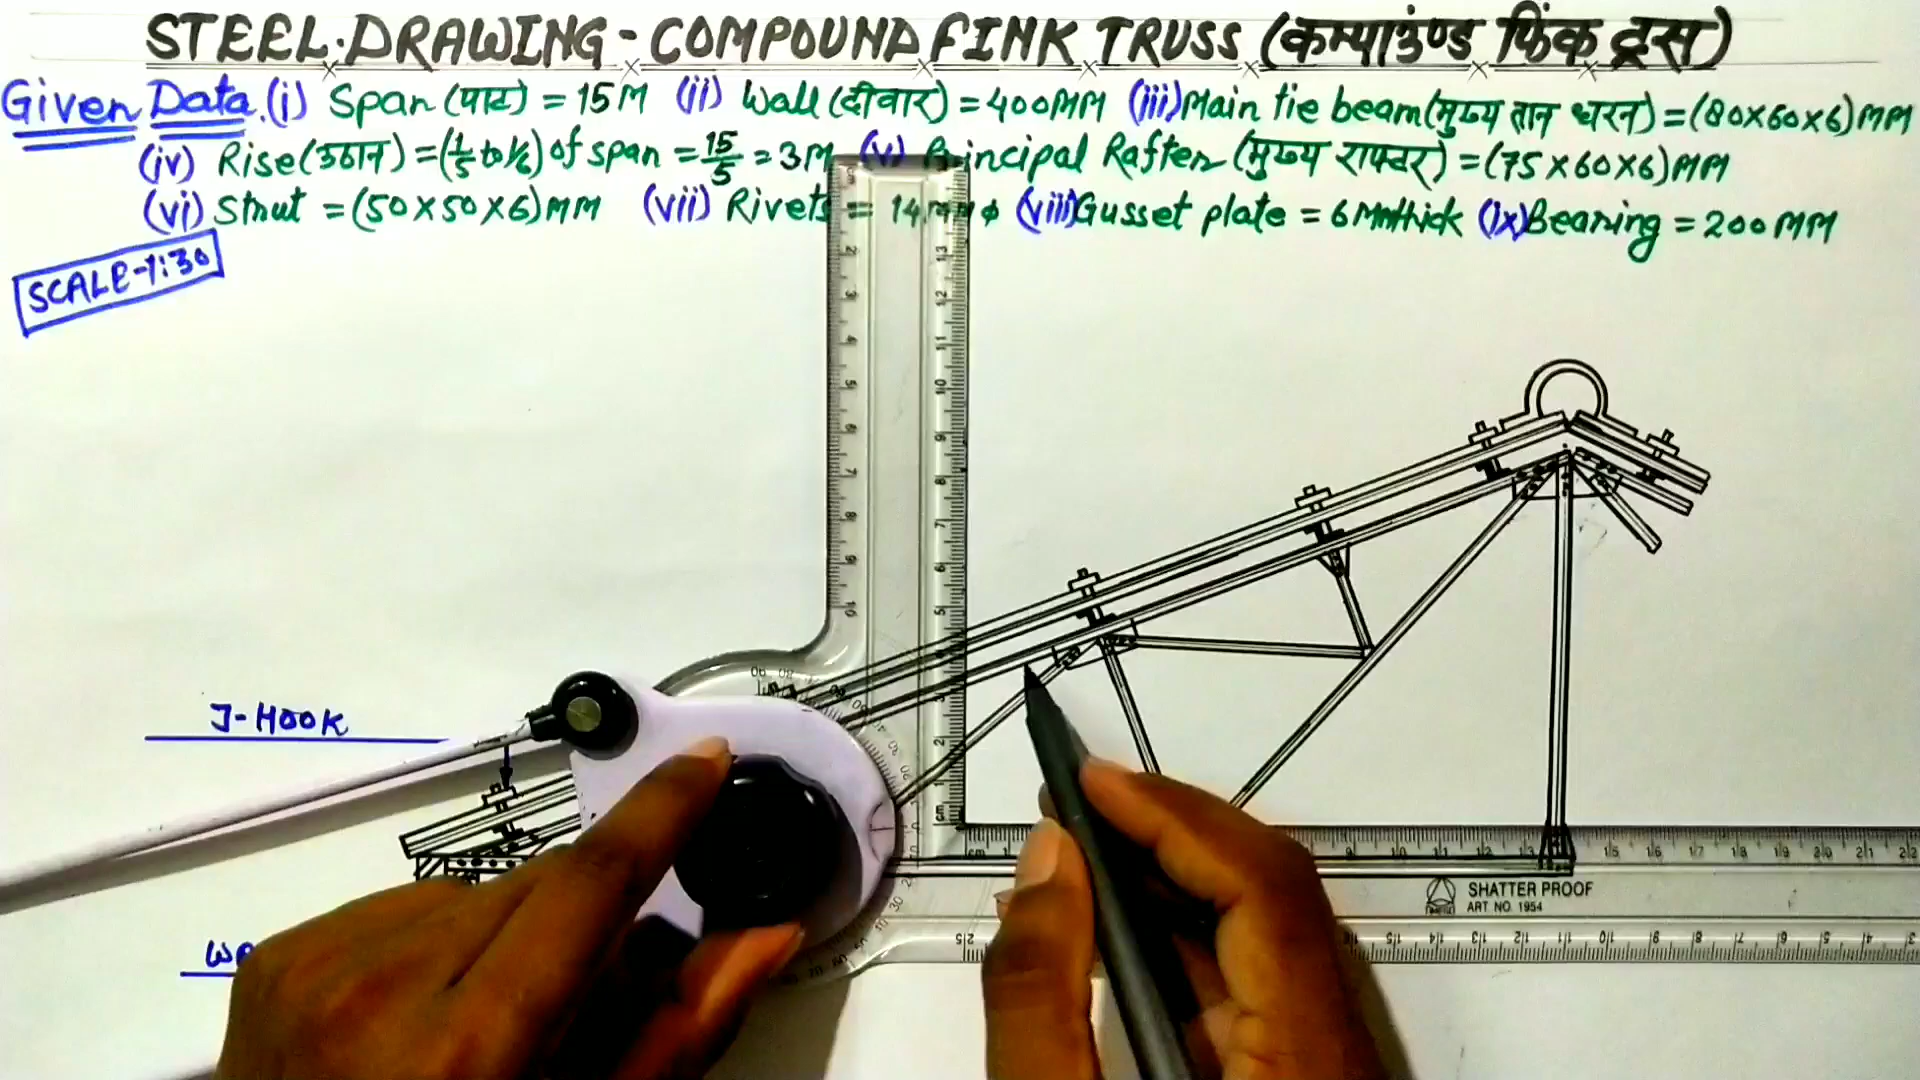 STEEL.DRAWING - COMPOUND FINK TRUSS (कम्पाउण्ड फिंक ट्रस)
Given Data.(i) Span (पाट) = 15M (ii) Wall (दीवार) = 400MM (iii)Main tie beam(मुख्य तान धरन) = (80x60x6)MM
(iv) Rise(उठान) = (1/5 to 1/6) of span = 15/5 = 3M (v) Principal Rafter (मुख्य राफ्टर) = (75x60x6)MM
(vi) Strut = (50x50x6)MM (vii) Rivets = 14MM φ (viii)Gusset plate = 6MMthick (ix)Bearing = 200MM
SCALE-1:30
J-HOOK
SHATTER PROOF
ART NO. 1954